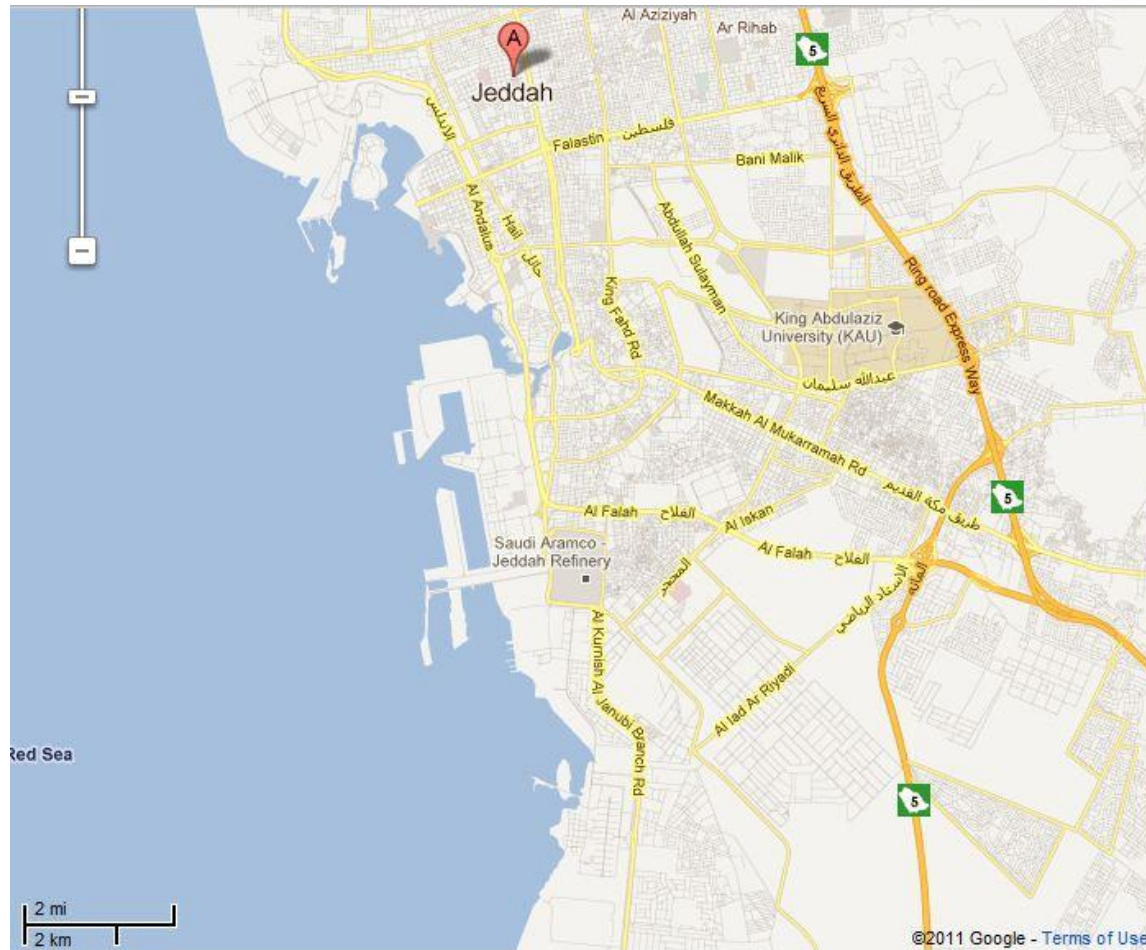 Al Aziziyah
Ar Rihab
A
5
Jeddah
الاندلس
Falastin فلسطين
الطريق الدائري السريع
Bani Malik
Al Andalus
Hail حائل
Abdullah Sulayman
King Fahd Rd
Ring road Express Way
King Abdulaziz
University (KAU)
عبدالله سليمان
Makkah Al Mukarramah Rd
طريق مكة القديم
5
Al Falah الفلاح
Al Iskan
المحجر
Saudi Aramco -
Jeddah Refinery
Al Falah الفلاح
الاستاد الرياضي
Al Iad Ar Riyadi
Al Kurnish Al Janubi Branch Rd
Red Sea
5
2 mi
2 km
©2011 Google - Terms of Use